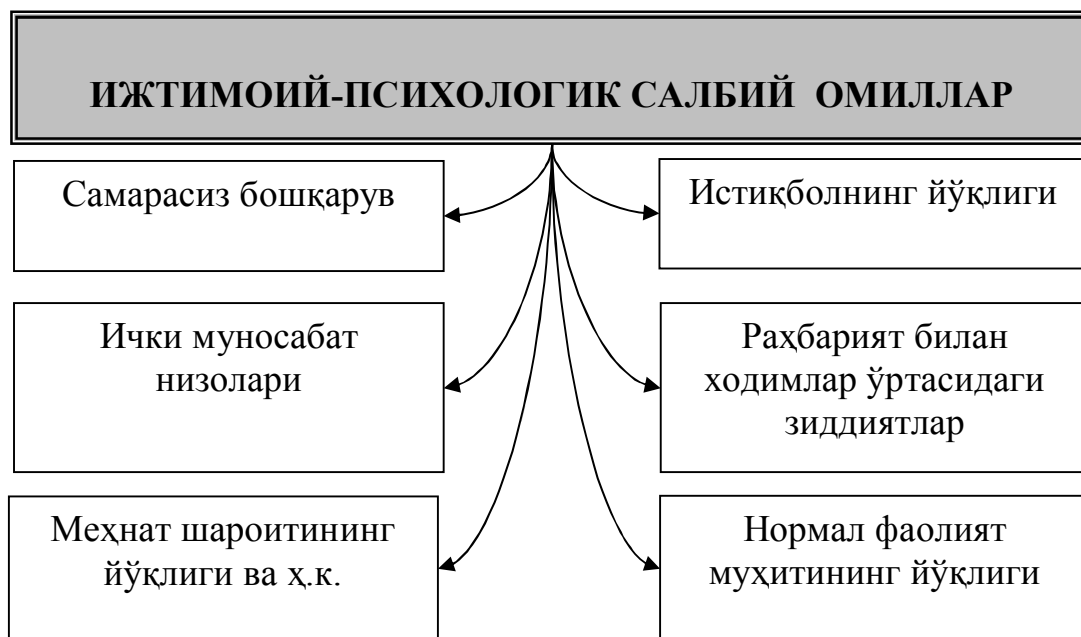 ИЖТИМОИЙ-ПСИХОЛОГИК САЛБИЙ ОМИЛЛАР
Самарасиз бошқарув
Истиқболнинг йўқлиги
Ички муносабат
низолари
Раҳбарият билан
ходимлар ўртасидаги
зиддиятлар
Меҳнат шароитининг
йўқлиги ва ҳ.к.
Нормал фаолият
муҳитининг йўқлиги